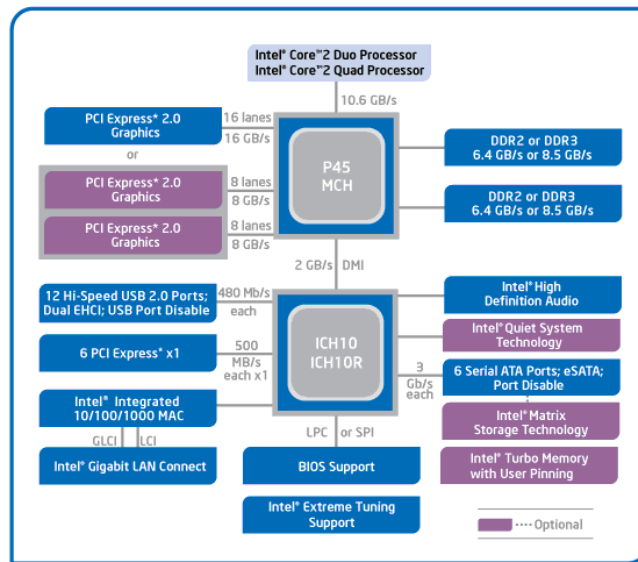 Intel® Core™2 Duo Processor
Intel® Core™2 Quad Processor
10.6 GB/s
PCI Express* 2.0
Graphics
16 lanes
16 GB/s
or
PCI Express* 2.0
Graphics
8 lanes
8 GB/s
PCI Express* 2.0
Graphics
8 lanes
8 GB/s
P45
MCH
DDR2 or DDR3
6.4 GB/s or 8.5 GB/s
DDR2 or DDR3
6.4 GB/s or 8.5 GB/s
2 GB/s DMI
12 Hi-Speed USB 2.0 Ports;
Dual EHCI; USB Port Disable
480 Mb/s
each
6 PCI Express* x1
500
MB/s
each x1
Intel® Integrated
10/100/1000 MAC
GLCI LCI
Intel® Gigabit LAN Connect
ICH10
ICH10R
Intel® High
Definition Audio
Intel® Quiet System
Technology
3
Gb/s
each
6 Serial ATA Ports; eSATA;
Port Disable
Intel® Matrix
Storage Technology
Intel® Turbo Memory
with User Pinning
LPC or SPI
BIOS Support
Intel® Extreme Tuning
Support
Optional